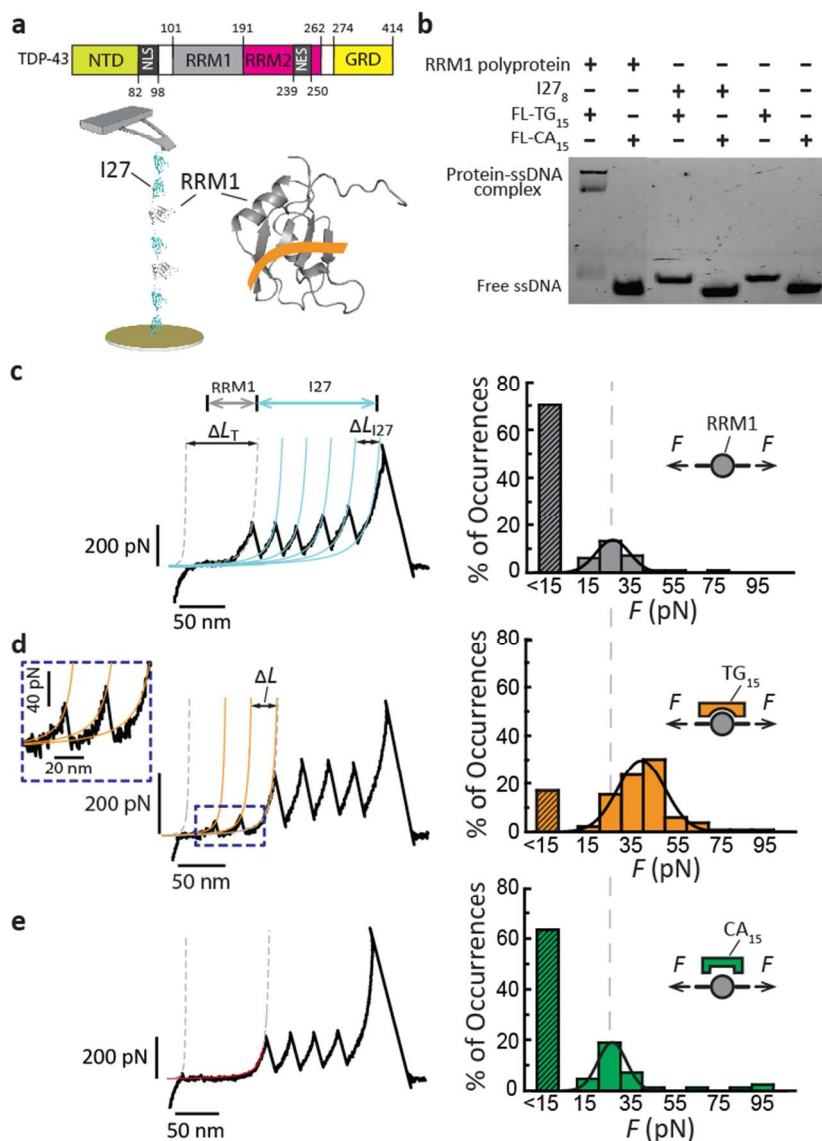 a
101 191 262 274 414
TDP-43 NTD NLS RRM1 RRM2 NES GRD
82 98 239 250
I27 RRM1
b
RRM1 polyprotein + + − − − −
I27₈ − − + + − −
FL-TG₁₅ + − + − + −
FL-CA₁₅ − + − + − +
Protein-ssDNA
complex
Free ssDNA
c
RRM1 I27
ΔL_T ΔL_I27
200 pN
50 nm
% of Occurrences
80
60
40
20
0
<15 15 35 55 75 95
F (pN)
RRM1
F F
d
40 pN
20 nm
ΔL
200 pN
50 nm
% of Occurrences
80
60
40
20
0
<15 15 35 55 75 95
F (pN)
TG₁₅
F F
e
200 pN
50 nm
% of Occurrences
80
60
40
20
0
<15 15 35 55 75 95
F (pN)
CA₁₅
F F